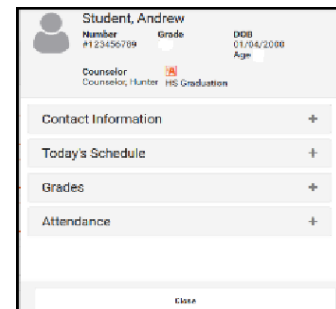 Student, Andrew
Number Grade DOB
#123456789 01/04/2008
Age
Counselor
Counselor, Hunter HS Graduation
Contact Information +
Today's Schedule +
Grades +
Attendance +
Close